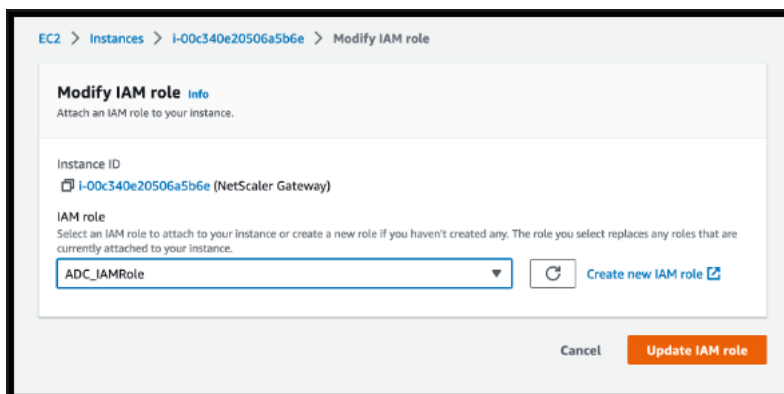 EC2 > Instances > i-00c340e20506a5b6e > Modify IAM role
Modify IAM role Info
Attach an IAM role to your instance.
Instance ID
i-00c340e20506a5b6e (NetScaler Gateway)
IAM role
Select an IAM role to attach to your instance or create a new role if you haven't created any. The role you select replaces any roles that are
currently attached to your instance.
ADC_IAMRole
Create new IAM role
Cancel
Update IAM role